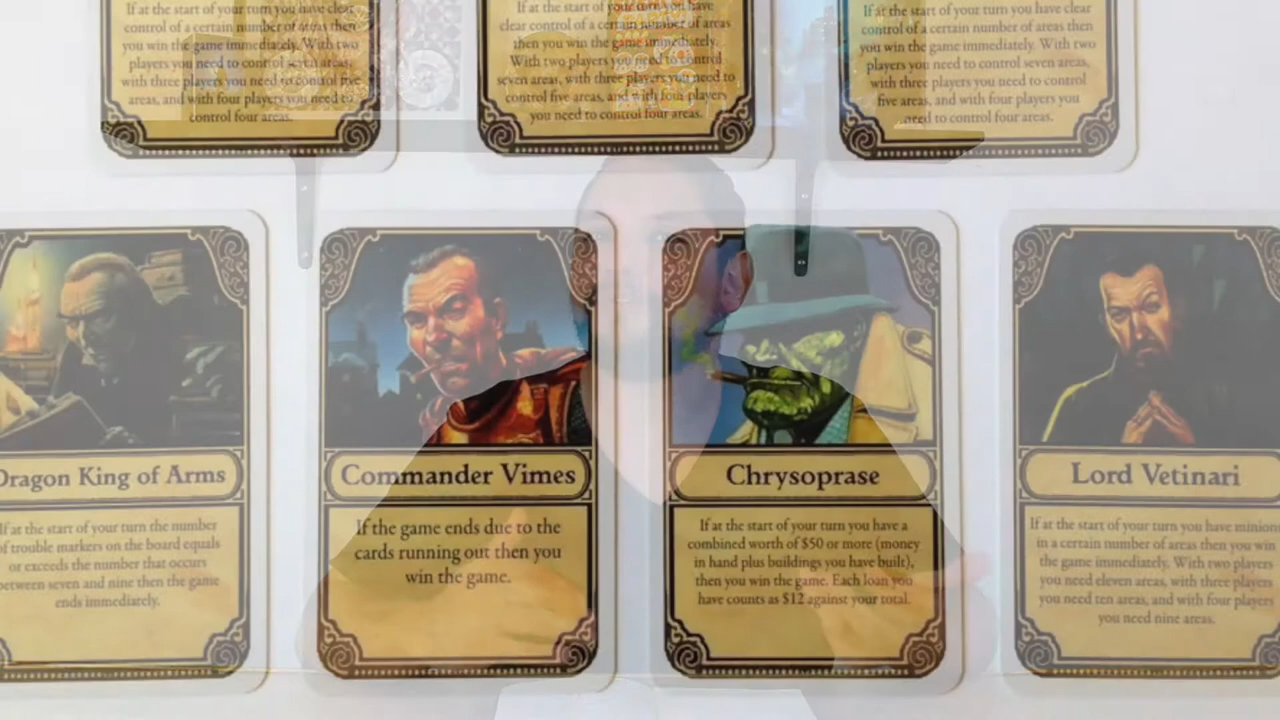 If at the start of your turn you have clear
control of a certain number of areas then
you win the game immediately. With two
players you need to control seven areas,
with three players you need to control five
areas, and with four players you need to
control four areas.
If at the start of your turn you have
clear control of a certain number of areas
then you win the game immediately.
With two players you need to control
seven areas, with three players you need to
control five areas, and with four players
you need to control four areas.
If at the start of your turn you have clear
control of a certain number of areas then
you win the game immediately. With two
players you need to control seven areas,
with three players you need to control
five areas, and with four players you
need to control four areas.
Dragon King of Arms
If at the start of your turn the number
of trouble markers on the board equals
or exceeds the number that occurs
between seven and nine then the game
ends immediately.
Commander Vimes
If the game ends due to the
cards running out then you
win the game.
Chrysoprase
If at the start of your turn you have a
combined worth of $50 or more (money
in hand plus buildings you have built),
then you win the game. Each loan you
have counts as $12 against your total.
Lord Vetinari
If at the start of your turn you have minion
in a certain number of areas then you win
the game immediately. With two players
you need eleven areas, with three players
you need ten areas, and with four players
you need nine areas.